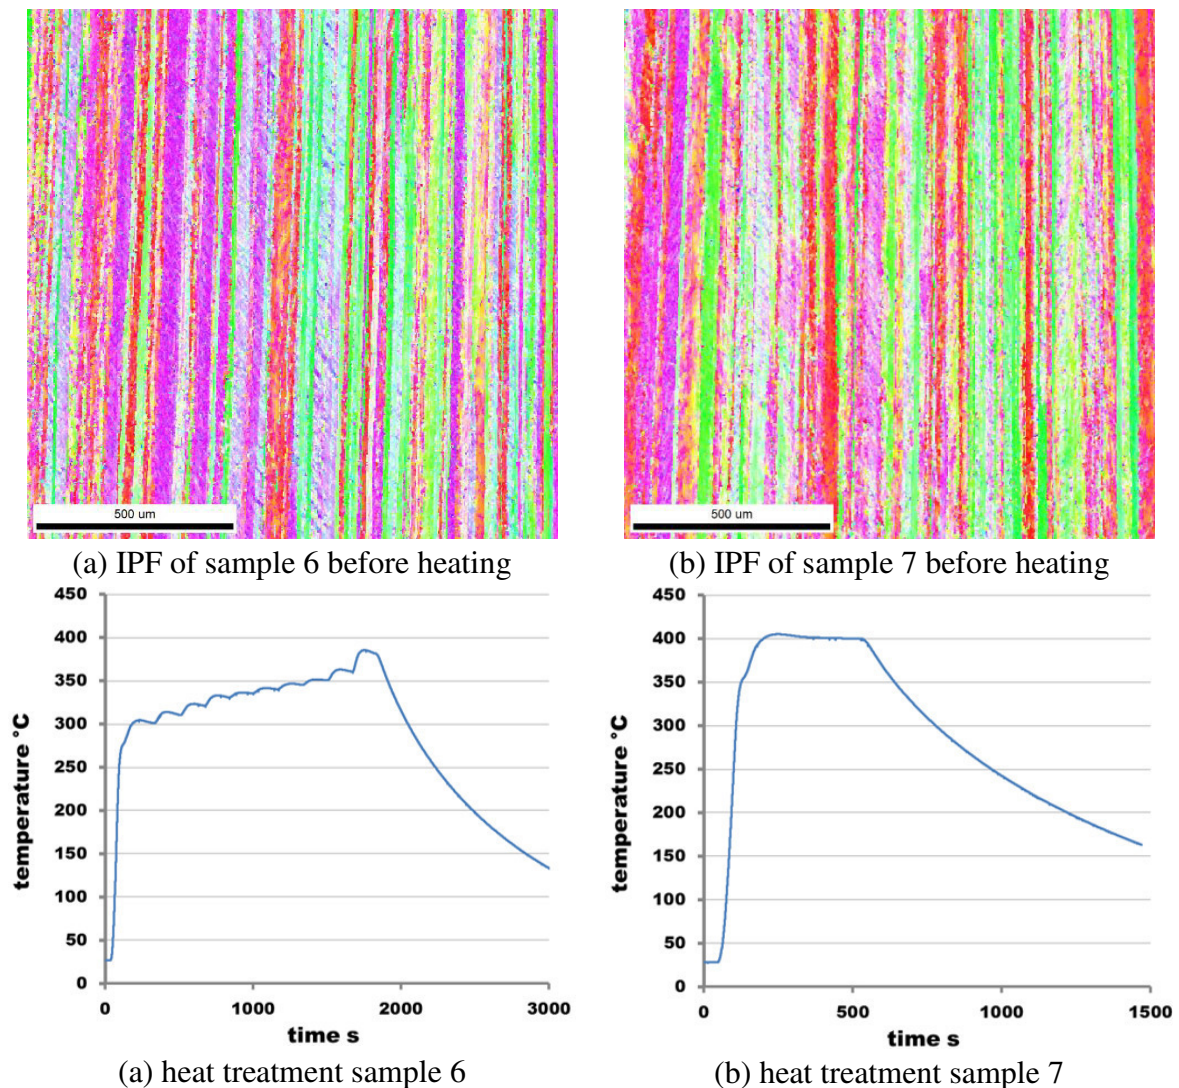 500 um
500 um
(a) IPF of sample 6 before heating
(b) IPF of sample 7 before heating
450
400
350
300
250
200
150
100
50
0
temperature °C
0 1000 2000 3000
time s
450
400
350
300
250
200
150
100
50
0
temperature °C
0 500 1000 1500
time s
(a) heat treatment sample 6
(b) heat treatment sample 7